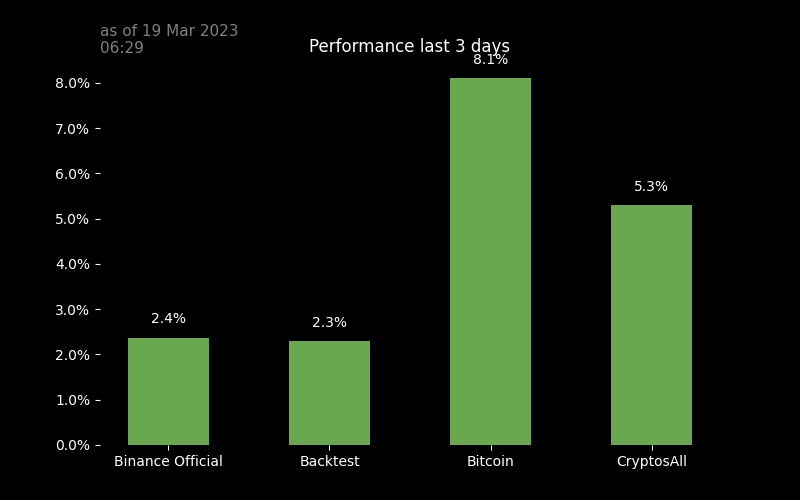 as of 19 Mar 2023
06:29
Performance last 3 days
8.1%
8.0%
7.0%
6.0%
5.3%
5.0%
4.0%
3.0%
2.4%
2.3%
2.0%
1.0%
0.0%
Binance Official
Backtest
Bitcoin
CryptosAll